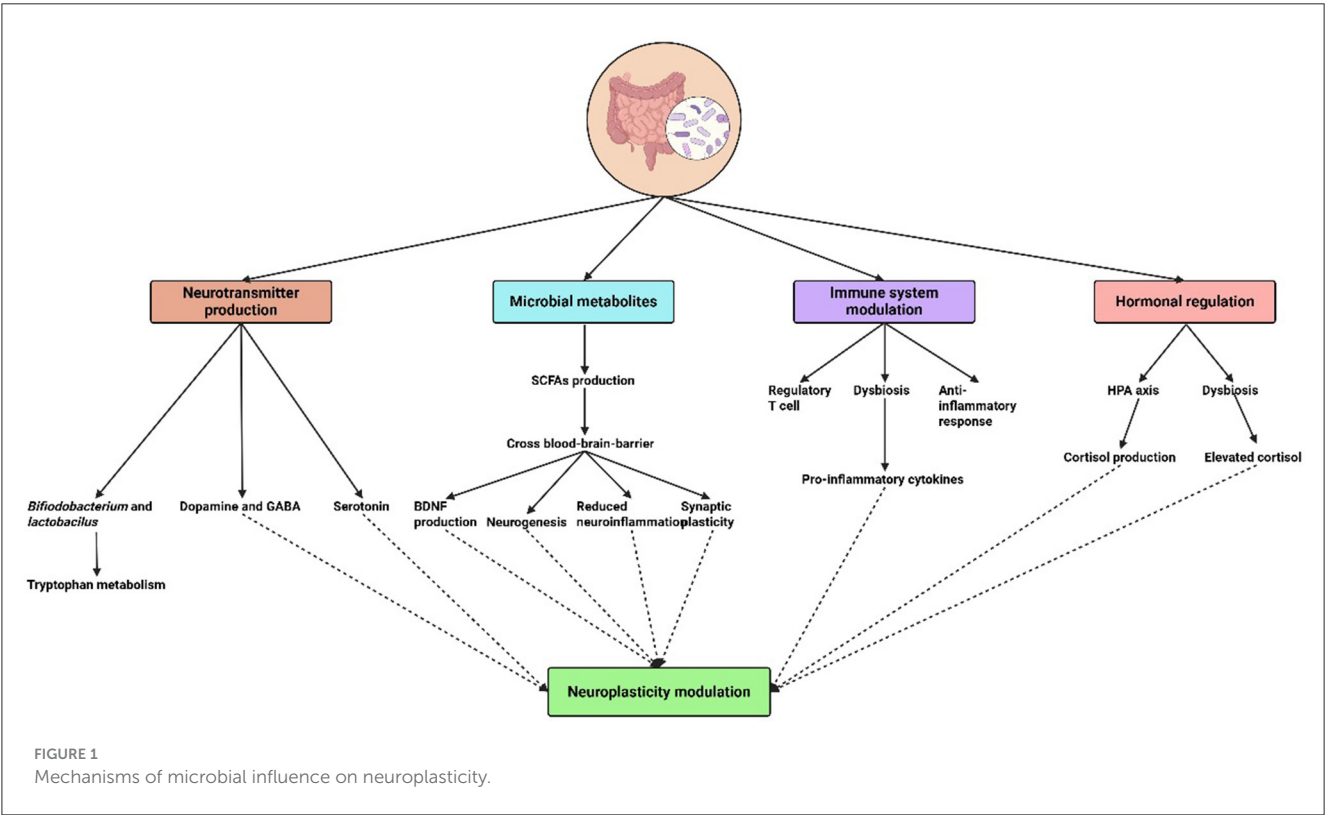 Neurotransmitter
production
Microbial metabolites
Immune system
modulation
Hormonal regulation
SCFAs production
Regulatory
T cell
Dysbiosis
Anti-
inflammatory
response
HPA axis
Dysbiosis
Cross blood-brain-barrier
Cortisol production
Elevated cortisol
Pro-inflammatory cytokines
Bifiodobacterium and
lactobacilus
Dopamine and GABA
Serotonin
BDNF
production
Neurogenesis
Reduced
neuroinflammation
Synaptic
plasticity
Tryptophan metabolism
Neuroplasticity modulation
FIGURE 1
Mechanisms of microbial influence on neuroplasticity.